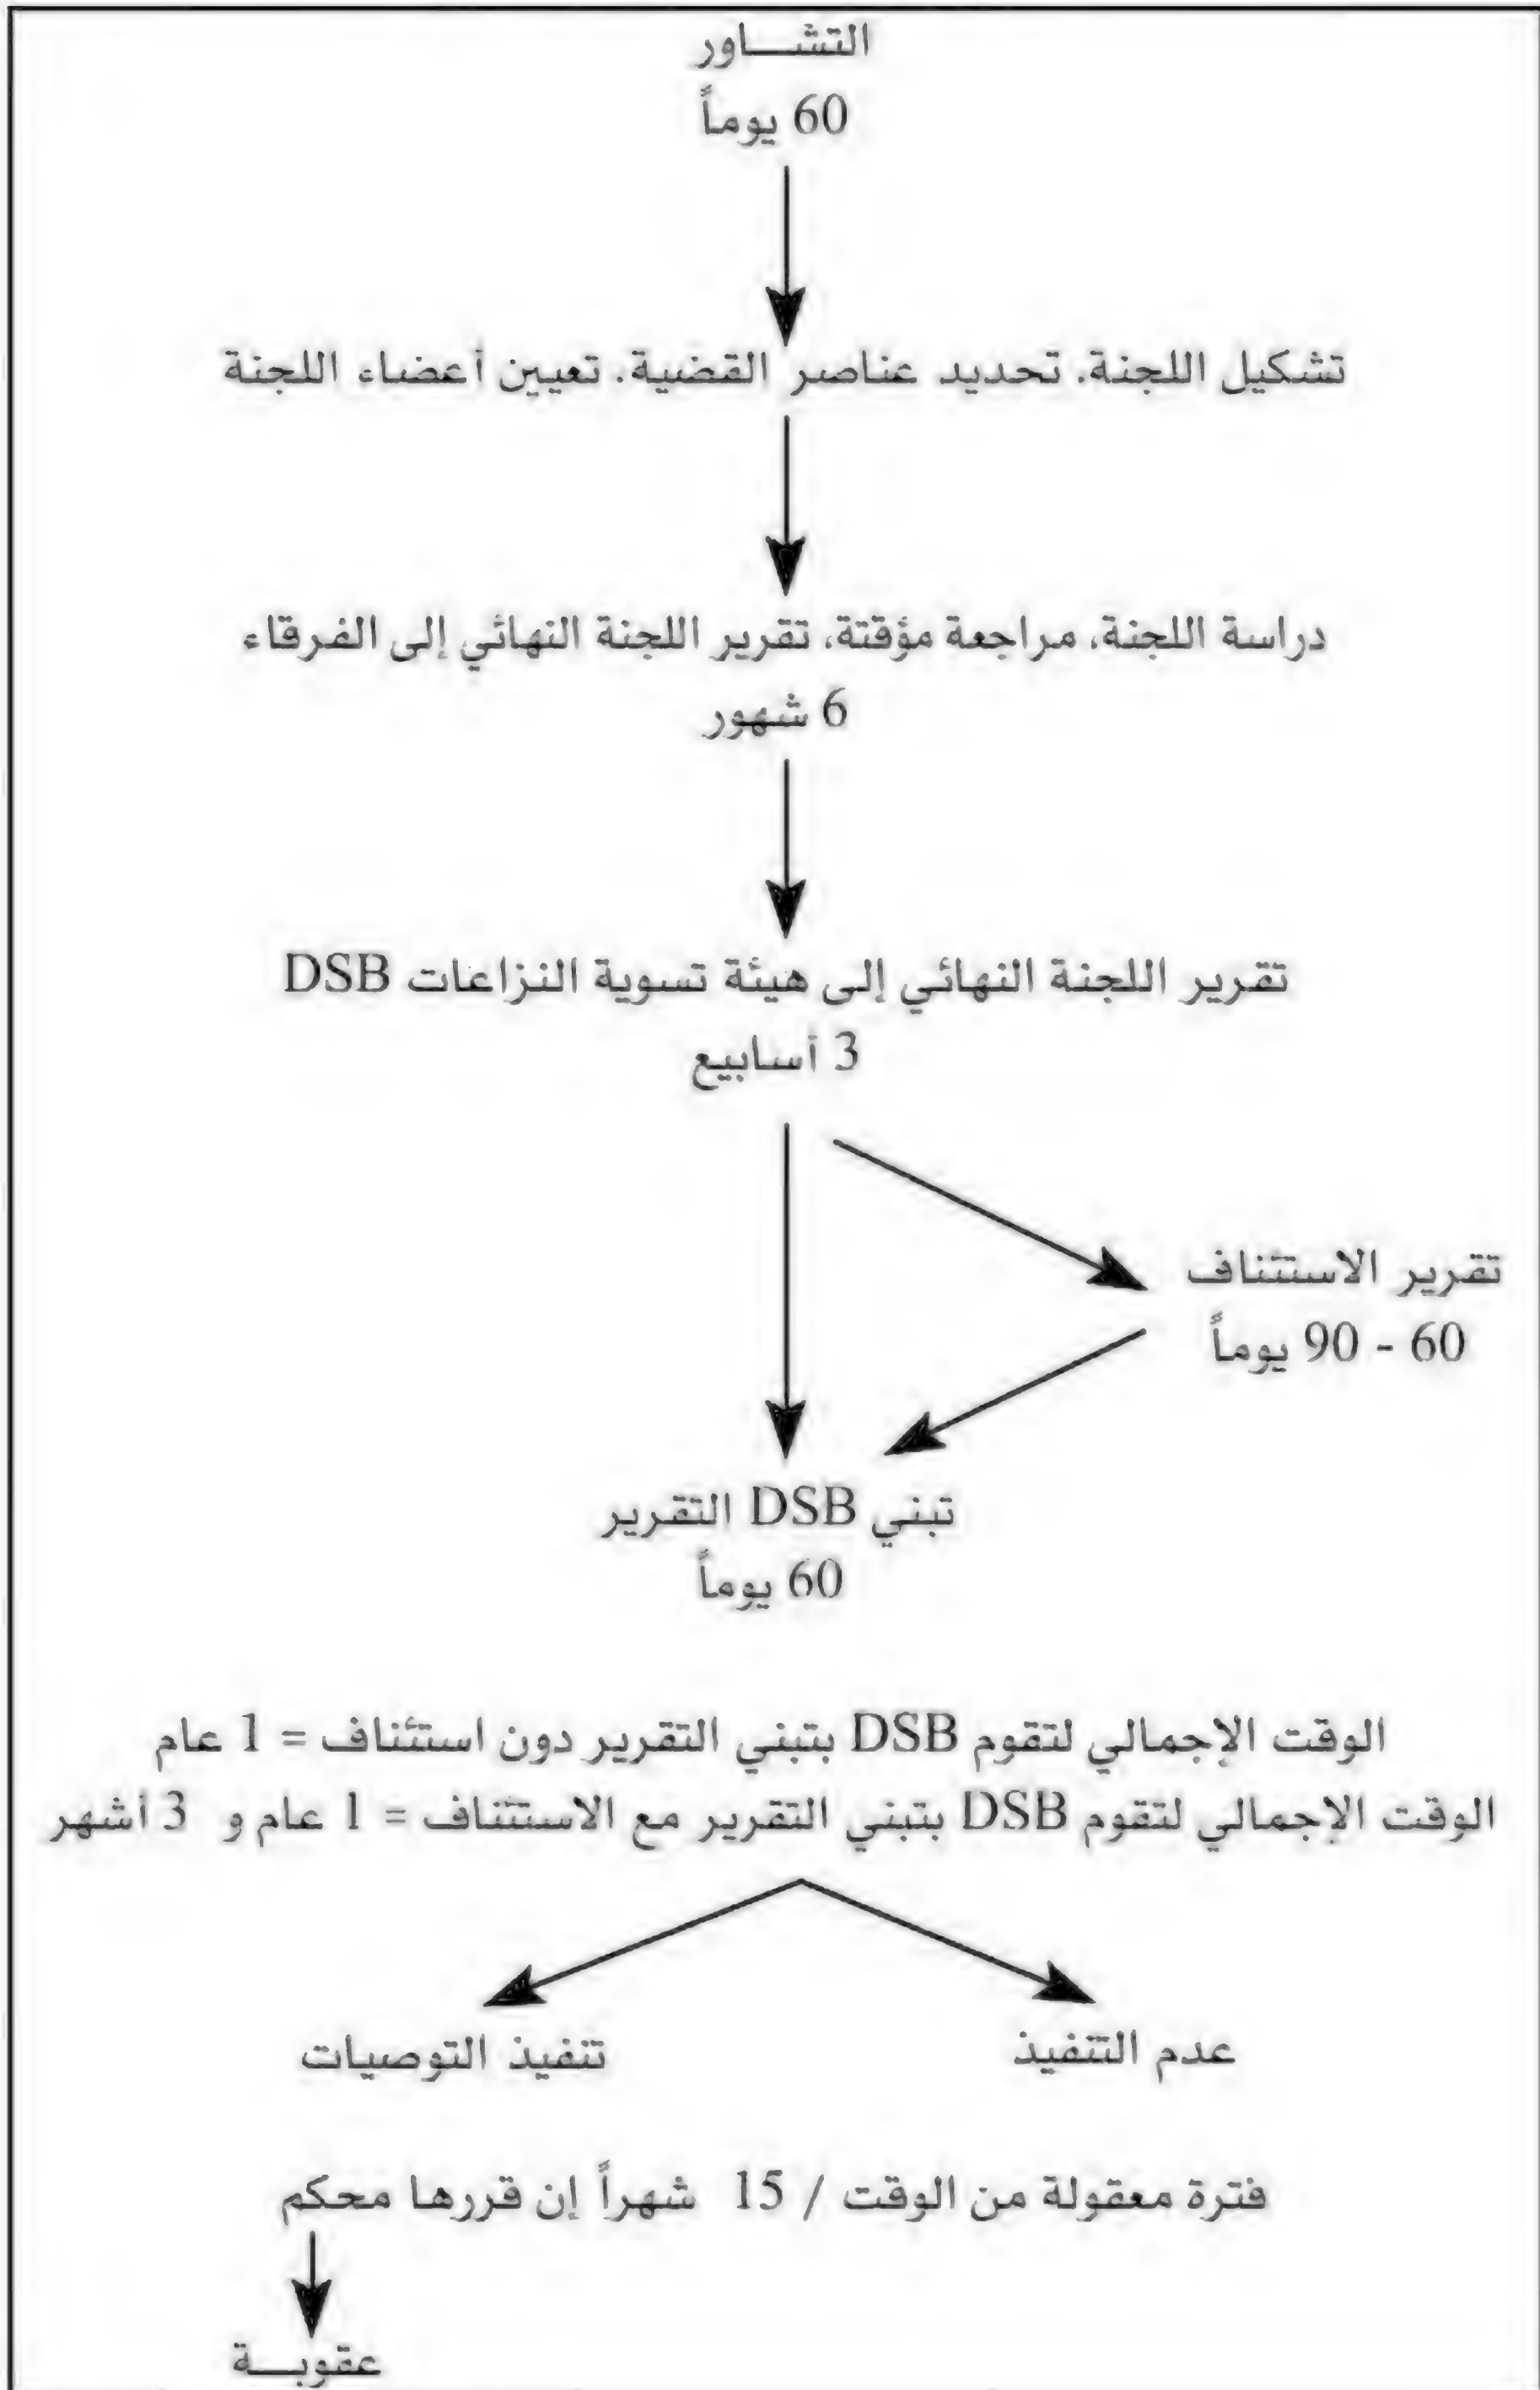 التشاور
60 يوماً
تشكيل اللجنة. تحديد عناصر القضية. تعيين أعضاء اللجنة
دراسة اللجنة، مراجعة مؤقتة، تقرير اللجنة النهائي إلى الفرقاء
6 شهور
تقرير اللجنة النهائي إلى هيئة تسوية النزاعات DSB
3 أسابيع
تقرير الاستئناف
60 - 90 يوماً
تبني DSB التقرير
60 يوماً
الوقت الإجمالي لتقوم DSB بتبني التقرير دون استئناف = 1 عام
الوقت الإجمالي لتقوم DSB بتبني التقرير مع الاستئناف = 1 عام و 3 أشهر
عدم التنفيذ
تنفيذ التوصيات
فترة معقولة من الوقت / 15 شهراً إن قررها محكم
عقوبة